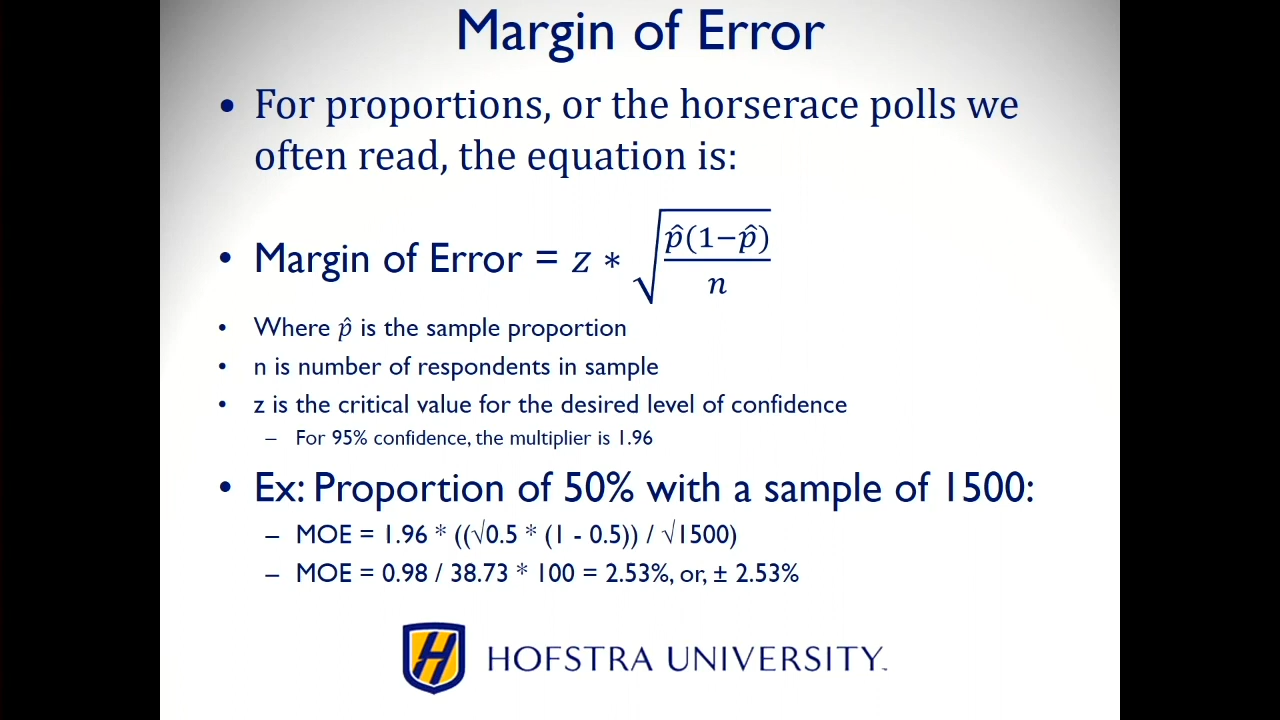 Margin of Error
• For proportions, or the horserace polls we
often read, the equation is:
• Margin of Error = z * √(p̂(1−p̂)/n)
• Where p̂ is the sample proportion
• n is number of respondents in sample
• z is the critical value for the desired level of confidence
– For 95% confidence, the multiplier is 1.96
• Ex: Proportion of 50% with a sample of 1500:
– MOE = 1.96 * ((√0.5 * (1 - 0.5)) / √1500)
– MOE = 0.98 / 38.73 * 100 = 2.53%, or, ± 2.53%
H HOFSTRA UNIVERSITY™